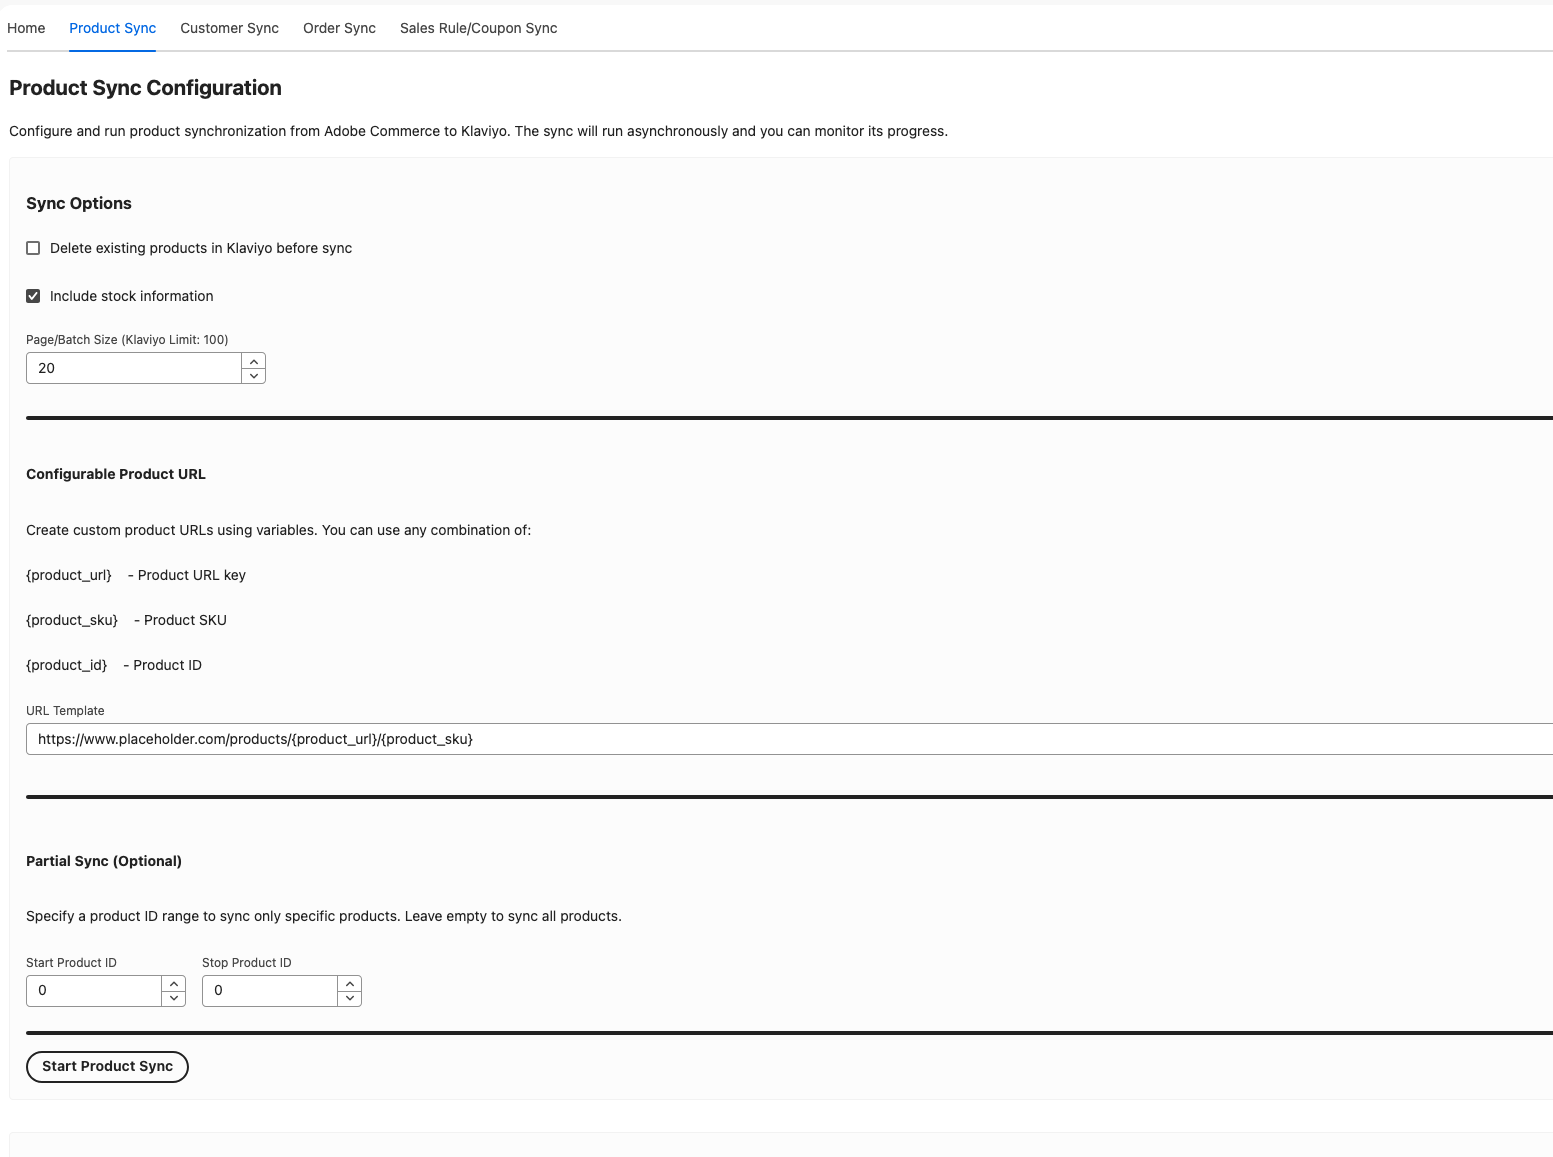 Home Product Sync Customer Sync Order Sync Sales Rule/Coupon Sync
Product Sync Configuration
Configure and run product synchronization from Adobe Commerce to Klaviyo. The sync will run asynchronously and you can monitor its progress.
Sync Options
Delete existing products in Klaviyo before sync
Include stock information
Page/Batch Size (Klaviyo Limit: 100)
20
Configurable Product URL
Create custom product URLs using variables. You can use any combination of:
{product_url} - Product URL key
{product_sku} - Product SKU
{product_id} - Product ID
URL Template
https://www.placeholder.com/products/{product_url}/{product_sku}
Partial Sync (Optional)
Specify a product ID range to sync only specific products. Leave empty to sync all products.
Start Product ID Stop Product ID
0 0
Start Product Sync